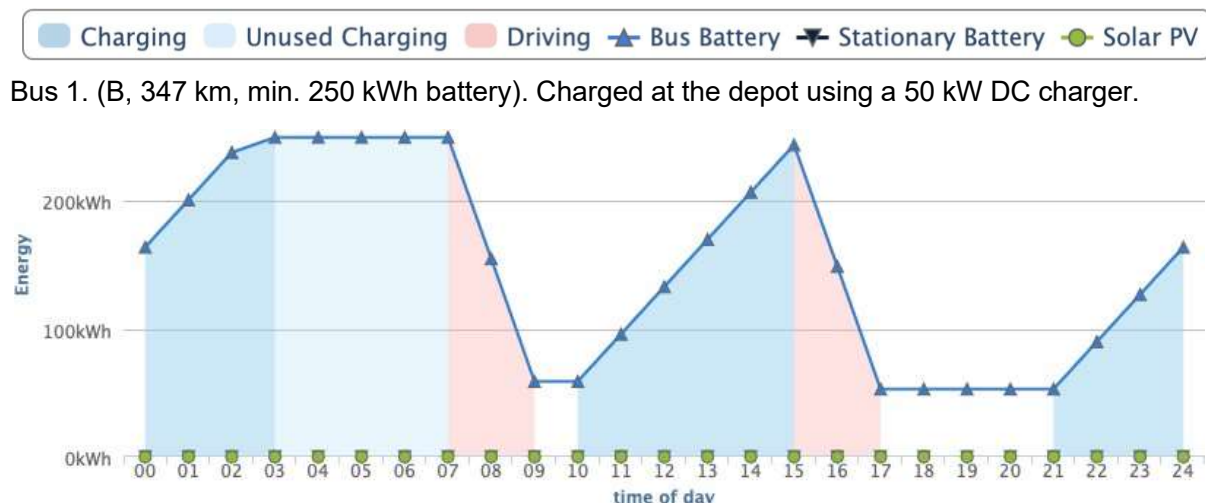 Charging Unused Charging Driving Bus Battery Stationary Battery Solar PV
Bus 1. (B, 347 km, min. 250 kWh battery). Charged at the depot using a 50 kW DC charger.
200kWh
100kWh
0kWh
Energy
00 01 02 03 04 05 06 07 08 09 10 11 12 13 14 15 16 17 18 19 20 21 22 23 24
time of day